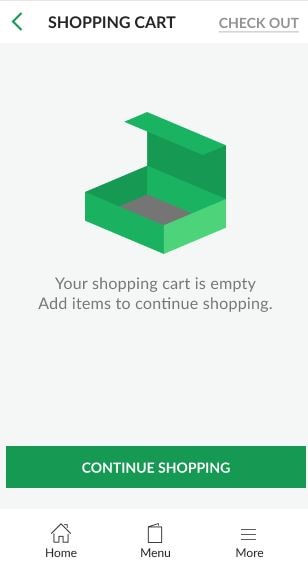 SHOPPING CART CHECK OUT
Your shopping cart is empty
Add items to continue shopping.
CONTINUE SHOPPING
Home Menu More